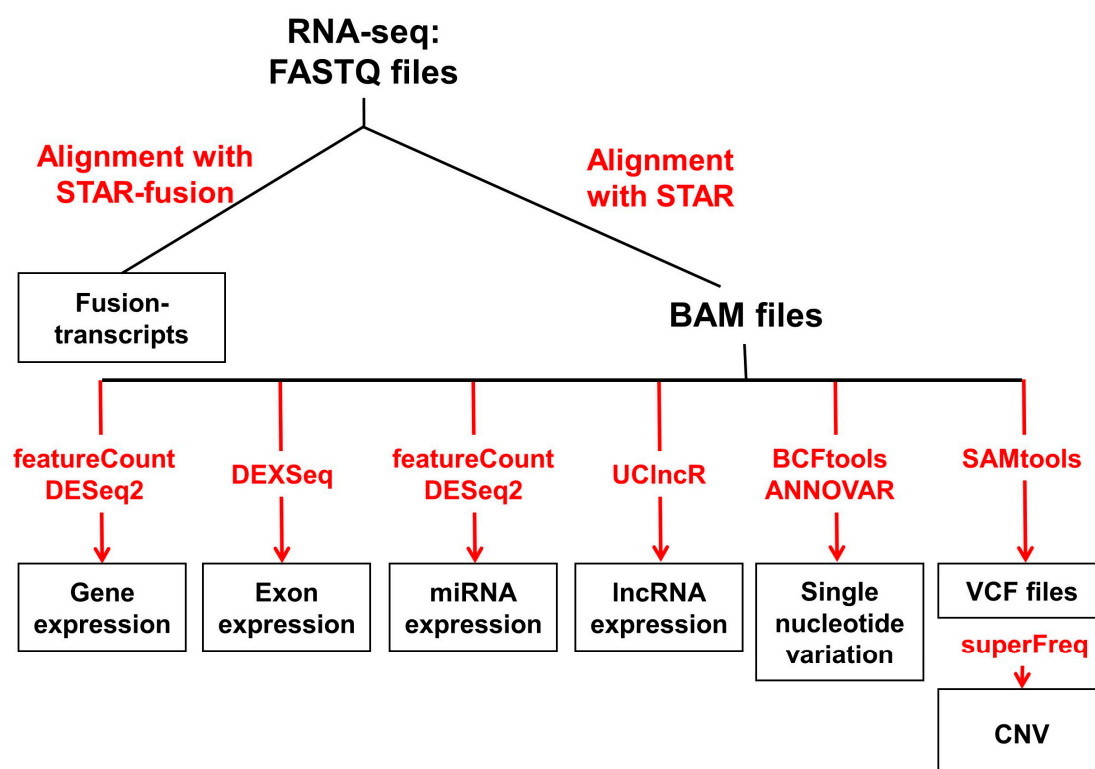 RNA-seq:
FASTQ files
Alignment with
STAR-fusion
Alignment
with STAR
Fusion-
transcripts
BAM files
featureCount
DESeq2
DEXSeq
featureCount
DESeq2
UClncR
BCFtools
ANNOVAR
SAMtools
Gene
expression
Exon
expression
miRNA
expression
lncRNA
expression
Single
nucleotide
variation
VCF files
superFreq
CNV